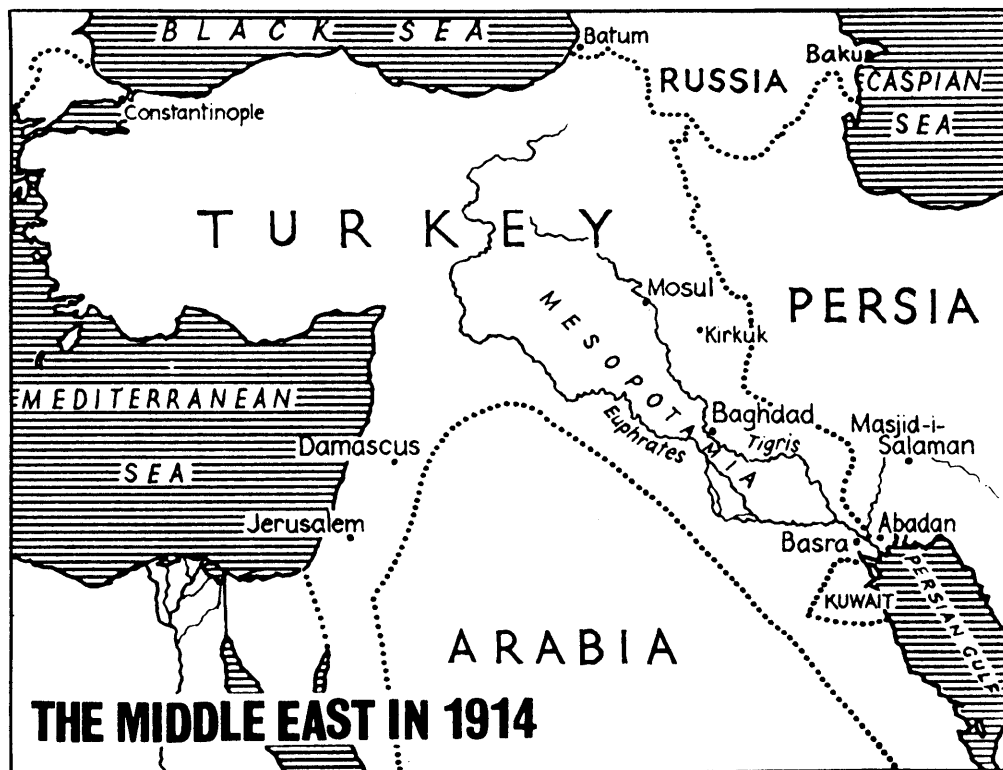 BLACK SEA
Batum
Baku
RUSSIA
CASPIAN
SEA
Constantinople
TURKEY
MESOPOTAMIA
Mosul
PERSIA
Kirkuk
MEDITERRANEAN
SEA
Euphrates
Baghdad
Tigris
Masjid-i-
Salaman
Damascus
Jerusalem
Basra
Abadan
KUWAIT
PERSIAN GULF
ARABIA
THE MIDDLE EAST IN 1914